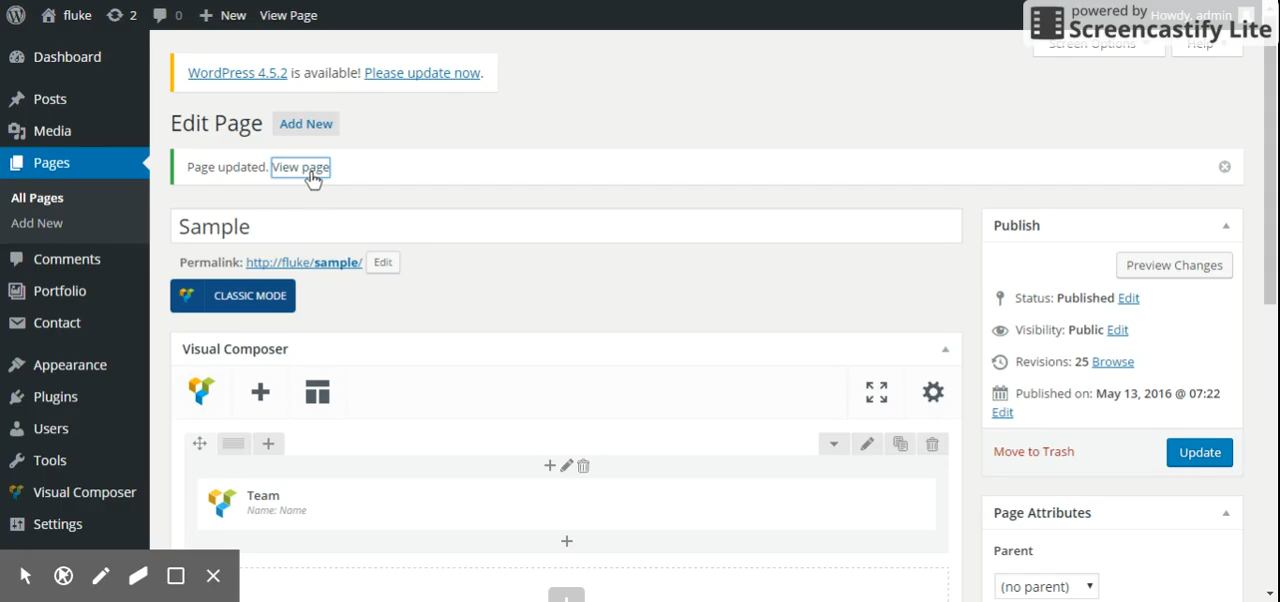 fluke 2 0 New View Page Howdy, admin
powered by
Screencastify Lite
Screen Options Help
Dashboard
WordPress 4.5.2 is available! Please update now.
Posts
Edit Page Add New
Media
Pages
Page updated. View page
All Pages
Add New
Sample
Publish
Permalink: http://fluke/sample/ Edit
Preview Changes
Comments
Portfolio
CLASSIC MODE
Status: Published Edit
Contact
Visibility: Public Edit
Visual Composer
Revisions: 25 Browse
Appearance
Plugins
Published on: May 13, 2016 @ 07:22
Edit
Users
Move to Trash Update
Tools
Visual Composer
Team
Name: Name
Page Attributes
Settings
Parent
(no parent)